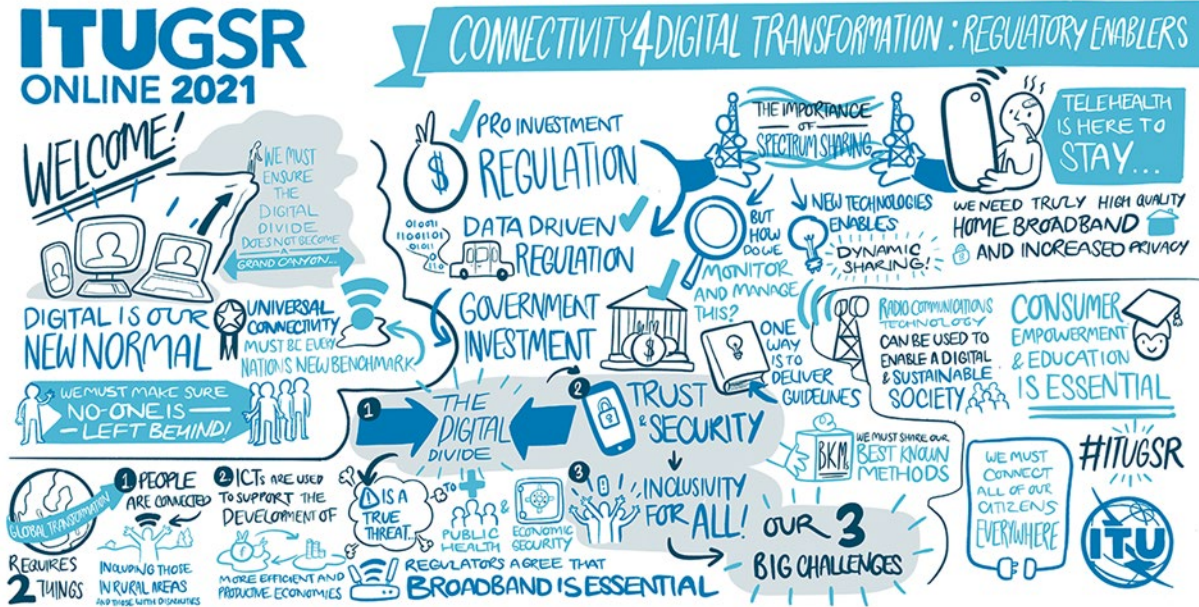 ITUGSR
ONLINE 2021
CONNECTIVITY4DIGITAL TRANSFORMATION: REGULATORY ENABLERS
WELCOME!
WE MUST
ENSURE
THE
DIGITAL
DIVIDE
DOES NOT BECOME
A
GRAND CANYON...
DIGITAL IS OUR
NEW NORMAL
UNIVERSAL
CONNECTIVITY
MUST BE EVERY
NATION'S NEW BENCHMARK
WE MUST MAKE SURE
NO-ONE IS
LEFT BEHIND!
GLOBAL TRANSFORMATION
REQUIRES
2 THINGS
1 PEOPLE
ARE CONNECTED
INCLUDING THOSE
IN RURAL AREAS
AND THOSE WITH DISABILITIES
2 ICTs ARE USED
TO SUPPORT THE
DEVELOPMENT OF
MORE EFFICIENT AND
PRODUCTIVE ECONOMIES
$
PRO INVESTMENT
REGULATION
010011
11001101
01011
110
DATA DRIVEN
REGULATION
GOVERNMENT
INVESTMENT
$
THE IMPORTANCE
OF
SPECTRUM SHARING
BUT
HOW
DO WE
MONITOR
AND MANAGE
THIS?
ONE
WAY
IS TO
DELIVER
GUIDELINES
NEW TECHNOLOGIES
ENABLES
DYNAMIC
SHARING!
TELEHEALTH
IS HERE TO
STAY...
WE NEED TRULY HIGH QUALITY
HOME BROADBAND
AND INCREASED PRIVACY
RADIO COMMUNICATIONS
TECHNOLOGY
CAN BE USED TO
ENABLE A DIGITAL
& SUSTAINABLE
SOCIETY
CONSUMER
EMPOWERMENT
& EDUCATION
IS ESSENTIAL
1
THE
DIGITAL
DIVIDE
IS A
TRUE
THREAT.
TO
PUBLIC
HEALTH
&
ECONOMIC
SECURITY
2
TRUST
& SECURITY
3
INCLUSIVITY
FOR ALL!
OUR 3
BIG CHALLENGES
REGULATORS AGREE THAT
BROADBAND IS ESSENTIAL
BKM
WE MUST SHARE OUR
BEST KNOWN
METHODS
WE MUST
CONNECT
ALL OF OUR
CITIZENS
EVERYWHERE
#ITUGSR
ITU